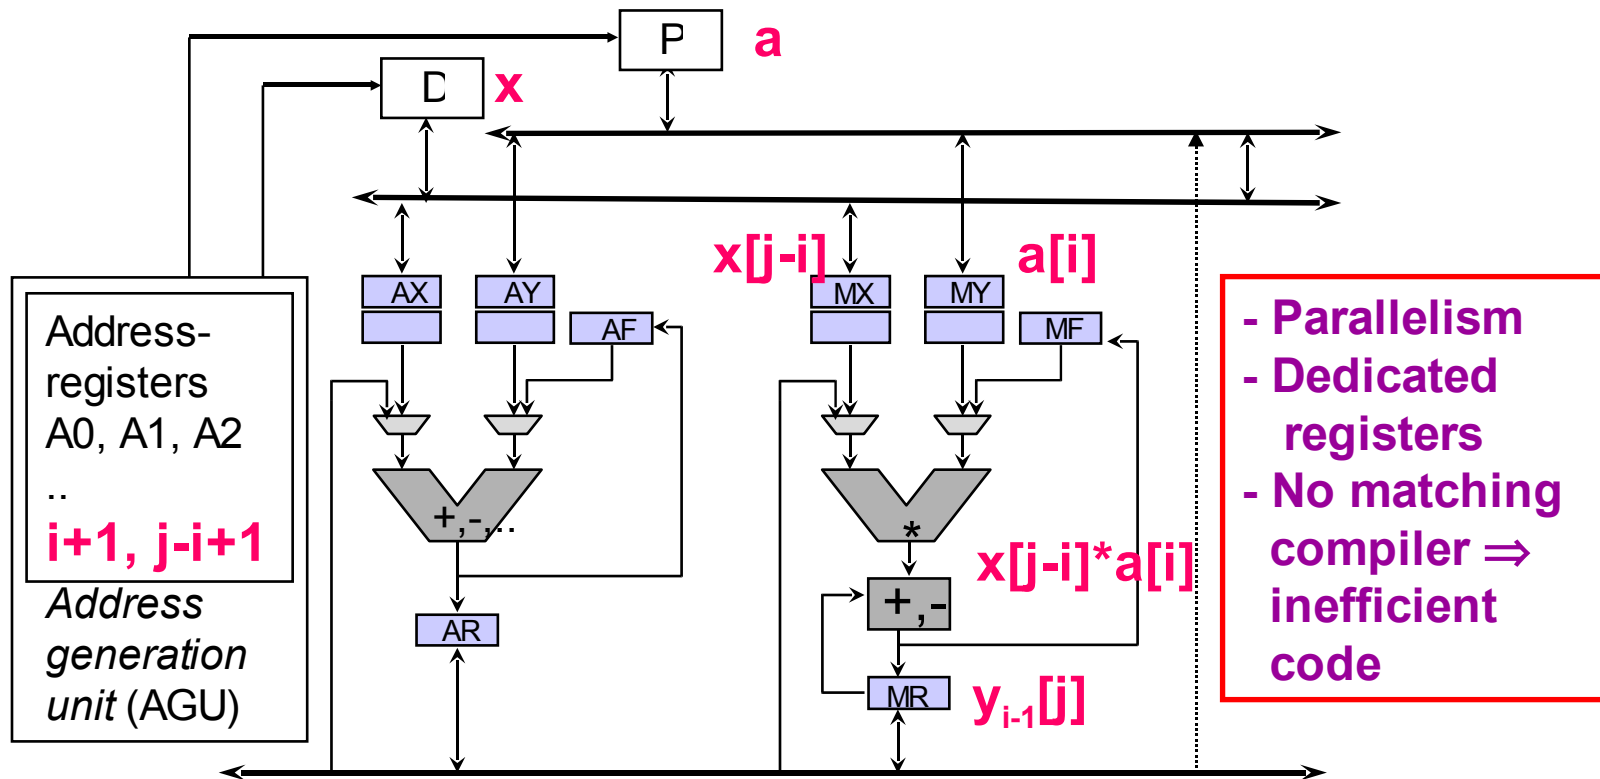 P
a
D
x
x[j-i]
a[i]
AX
AY
MX
MY
AF
MF
Address-
registers
A0, A1, A2
..
i+1, j-i+1
Address
generation
unit (AGU)
+,-,..
*
x[j-i]*a[i]
+,-
AR
MR
yi-1[j]
- Parallelism
- Dedicated
registers
- No matching
compiler ⇒
inefficient
code